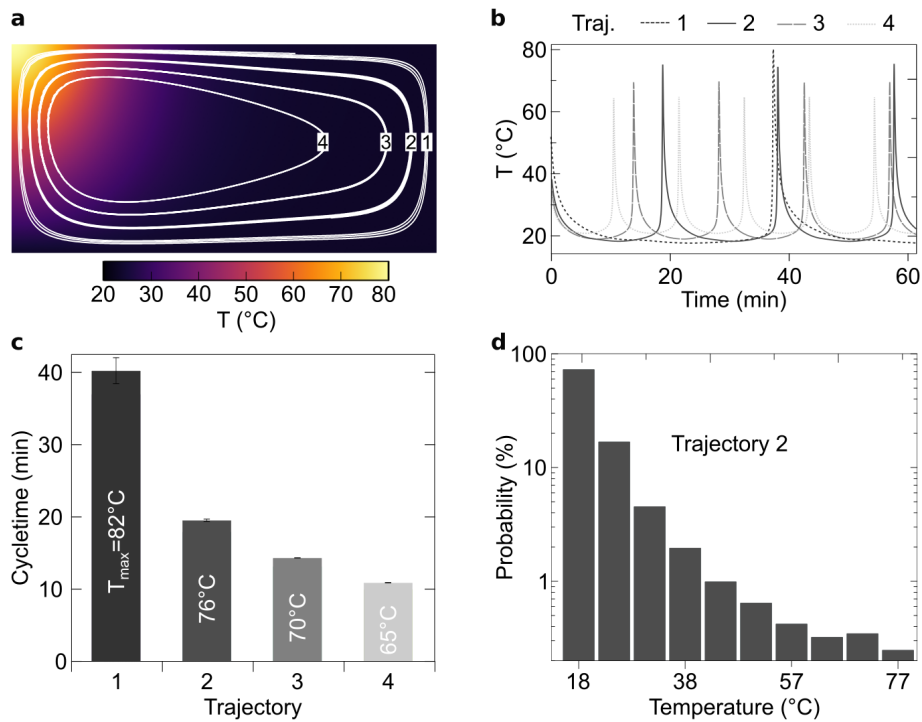 a
4
3
2
1
20 30 40 50 60 70 80
T (°C)
b
Traj. 1 2 3 4
80
60
40
20
T (°C)
0 20 40 60
Time (min)
c
40
30
20
10
0
Cycletime (min)
Tmax=82°C
76°C
70°C
65°C
1 2 3 4
Trajectory
d
100
10
1
Probability (%)
Trajectory 2
18 38 57 77
Temperature (°C)